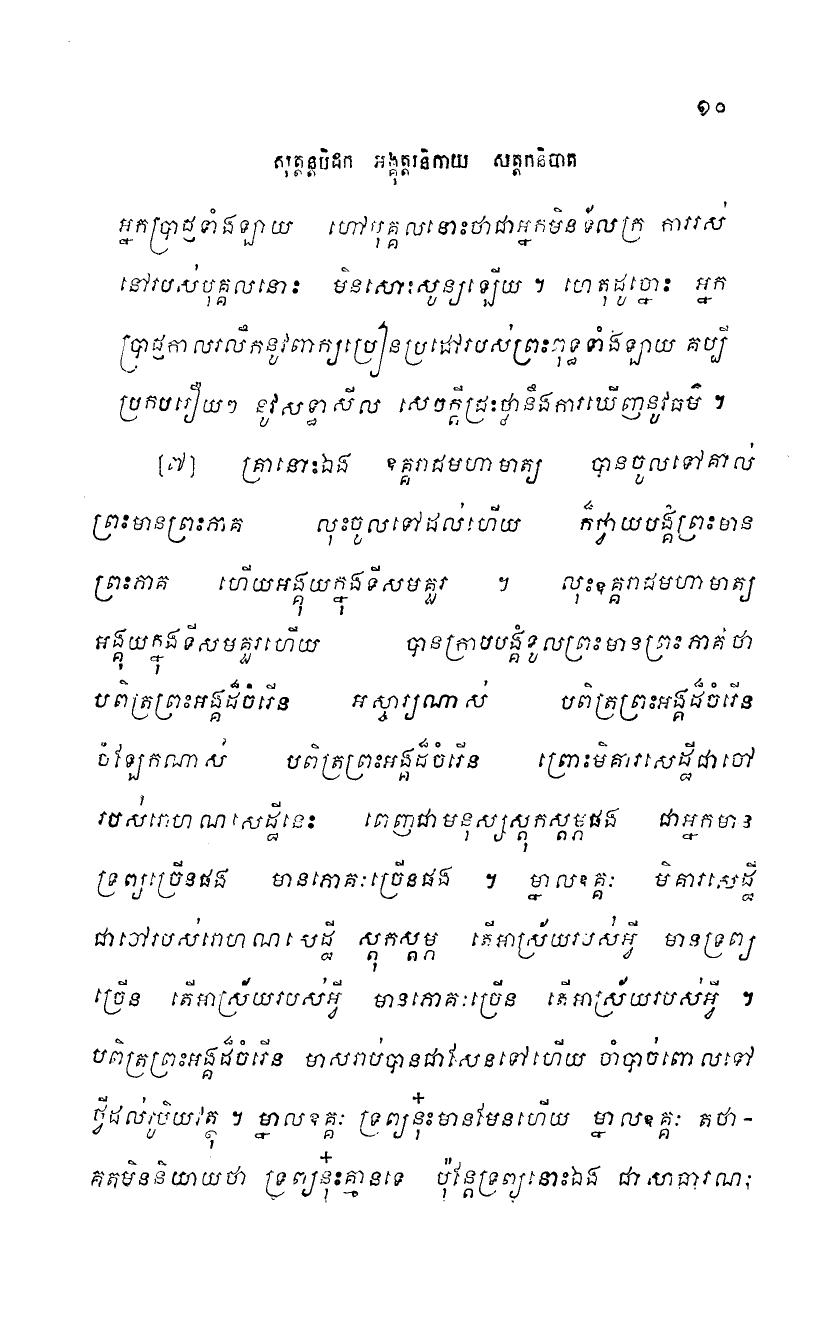 ១០
សុត្តន្តបិដក អង្គុត្តរនិកាយ សត្តកនិបាត
អ្នកប្រាជ្ញទាំងឡាយ ហៅបុគ្គលនោះថាជាអ្នកមិនទ័លក្រ ការរស់
នៅរបស់បុគ្គលនោះ មិនសោះសូន្យឡើយ ។ ហេតុដូច្នោះ អ្នក
ប្រាជ្ញកាលរលឹកនូវពាក្យប្រៀនប្រដៅរបស់ព្រះពុទ្ធទាំងឡាយ គប្បី
ប្រកបរឿយៗ នូវសទ្ធាសីល សេចក្តីជ្រះថ្លានឹងការឃើញនូវធម៌ ។
[៧] គ្រានោះឯង ឧគ្គរាជមហាមាត្យ បានចូលទៅគាល់
ព្រះមានព្រះភាគ លុះចូលទៅដល់ហើយ ក៏ថ្វាយបង្គំព្រះមាន
ព្រះភាគ ហើយអង្គុយក្នុងទីសមគួរ ។ លុះឧគ្គរាជមហាមាត្យ
អង្គុយក្នុងទីសមគួរហើយ បានក្រាបបង្គំទូលព្រះមានព្រះភាគថា
បពិត្រព្រះអង្គដ៏ចំរើន អស្ចារ្យណាស់ បពិត្រព្រះអង្គដ៏ចំរើន
ចំឡែកណាស់ បពិត្រព្រះអង្គដ៏ចំរើន ព្រោះមិគារសេដ្ឋីជាចៅ
របស់រោហណសេដ្ឋីនេះ ពេញជាមនុស្សស្តុកស្តម្ភផង ជាអ្នកមាន
ទ្រព្យច្រើនផង មានភោគៈច្រើនផង ។ ម្នាលឧគ្គៈ មិគារសេដ្ឋី
ជាចៅរបស់រោហណសេដ្ឋី ស្តុកស្តម្ភ តើអាស្រ័យរបស់អ្វី មានទ្រព្យ
ច្រើន តើអាស្រ័យរបស់អ្វី មានភោគៈច្រើន តើអាស្រ័យរបស់អ្វី ។
បពិត្រព្រះអង្គដ៏ចំរើន មាសរាប់បានជាសែនទៅហើយ ចាំបាច់ពោលទៅ
ថ្វីដល់រូបិយវត្ថុ ។ ម្នាលឧគ្គៈ ទ្រព្យនុ៎ះមានមែនហើយ ម្នាលឧគ្គៈ តថា-
គតមិននិយាយថា ទ្រព្យនុ៎ះគ្មានទេ ប៉ុន្តែទ្រព្យនោះឯង ជាសាធារណៈ